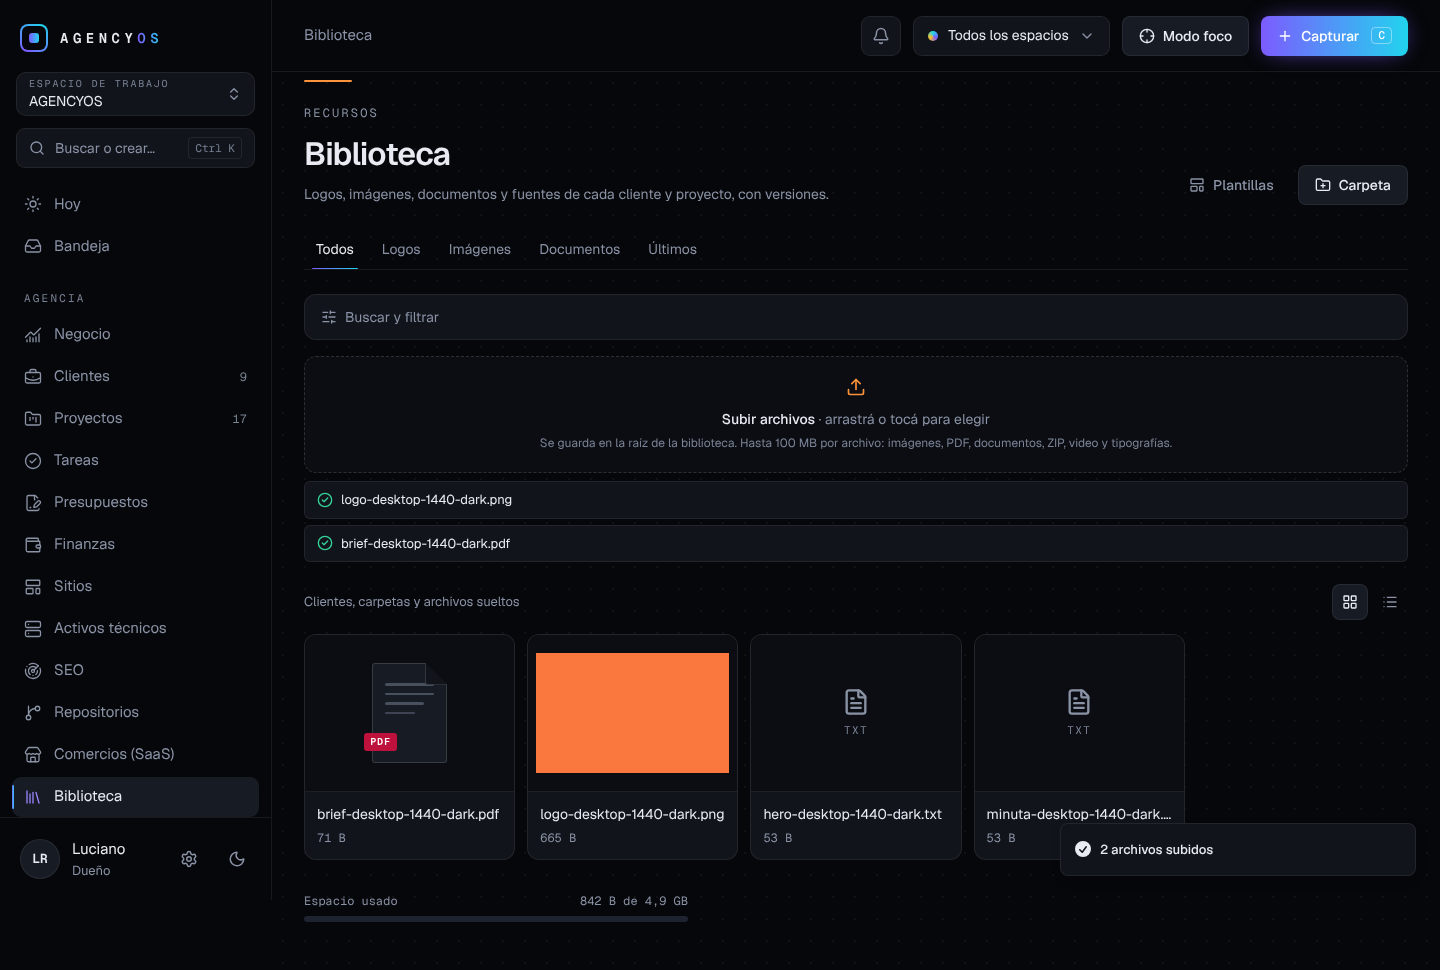 AGENCYOS
ESPACIO DE TRABAJO
AGENCYOS
Buscar o crear... Ctrl K
Hoy
Bandeja
AGENCIA
Negocio
Clientes 9
Proyectos 17
Tareas
Presupuestos
Finanzas
Sitios
Activos técnicos
SEO
Repositorios
Comercios (SaaS)
Biblioteca
LR
Luciano
Dueño
Biblioteca
Todos los espacios
Modo foco
Capturar C
RECURSOS
Biblioteca
Logos, imágenes, documentos y fuentes de cada cliente y proyecto, con versiones.
Plantillas
Carpeta
Todos Logos Imágenes Documentos Últimos
Buscar y filtrar
Subir archivos · arrastrá o tocá para elegir
Se guarda en la raíz de la biblioteca. Hasta 100 MB por archivo: imágenes, PDF, documentos, ZIP, video y tipografías.
logo-desktop-1440-dark.png
brief-desktop-1440-dark.pdf
Clientes, carpetas y archivos sueltos
PDF
brief-desktop-1440-dark.pdf
71 B
logo-desktop-1440-dark.png
665 B
TXT
hero-desktop-1440-dark.txt
53 B
TXT
minuta-desktop-1440-dark....
53 B
2 archivos subidos
Espacio usado 842 B de 4,9 GB